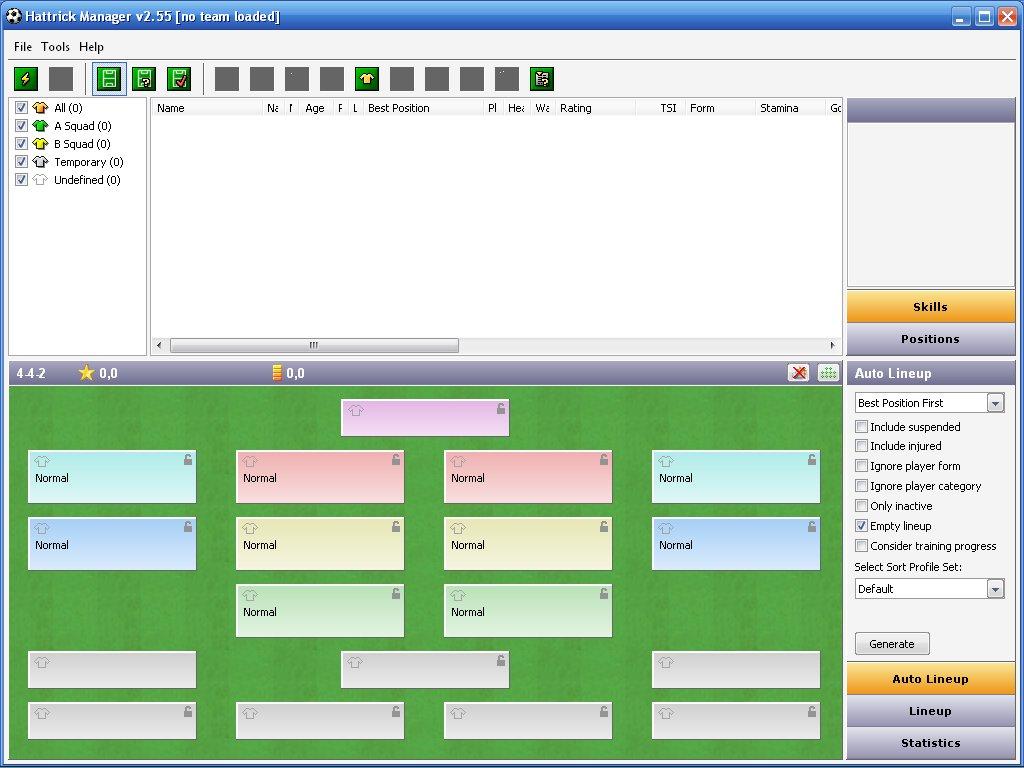 Hattrick Manager v2.55 [no team loaded]
File Tools Help
All (0)
A Squad (0)
B Squad (0)
Temporary (0)
Undefined (0)
Name Na Age F L Best Position Pl Hea Wa Rating TSI Form Stamina Go
Skills
Positions
4-4-2 0,0 0,0
Auto Lineup
Best Position First
Include suspended
Include injured
Ignore player form
Ignore player category
Only inactive
Empty lineup
Consider training progress
Select Sort Profile Set:
Default
Generate
Auto Lineup
Lineup
Statistics
Normal Normal Normal Normal
Normal Normal Normal Normal
Normal Normal